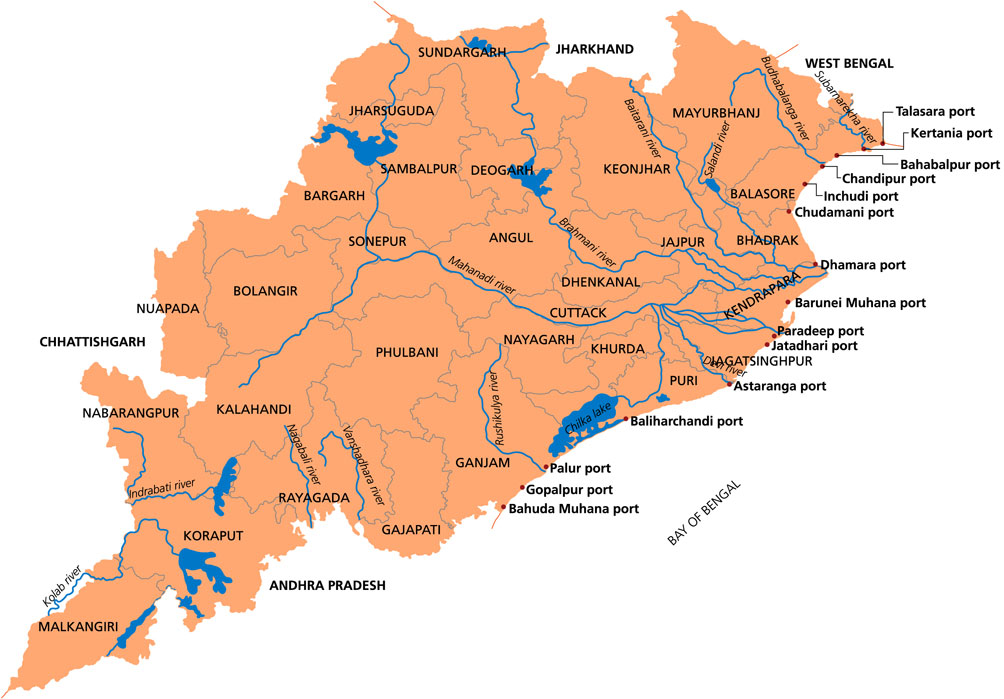 SUNDARGARH
JHARKHAND
WEST BENGAL
Budhabalanga river
Subarnarekha river
Baitarani river
MAYURBHANJ
JHARSUGUDA
Talasara port
Kertania port
Salandi river
SAMBALPUR
DEOGARH
KEONJHAR
Bahabalpur port
Chandipur port
BARGARH
BALASORE
Inchudi port
Chudamani port
SONEPUR
ANGUL
Brahmani river
JAJPUR
BHADRAK
Mahanadi river
Dhamara port
BOLANGIR
DHENKANAL
KENDRAPARA
NUAPADA
CUTTACK
Barunei Muhana port
CHHATTISHGARH
NAYAGARH
Paradeep port
Jatadhari port
PHULBANI
KHURDA
JAGATSINGHPUR
Devi river
PURI
Astaranga port
Rushikulya river
NABARANGPUR
KALAHANDI
Chilka lake
Baliharchandi port
Nagabali river
Vanshadhara river
GANJAM
Palur port
Indrabati river
RAYAGADA
Gopalpur port
Bahuda Muhana port
BAY OF BENGAL
KORAPUT
GAJAPATI
Kolab river
ANDHRA PRADESH
MALKANGIRI